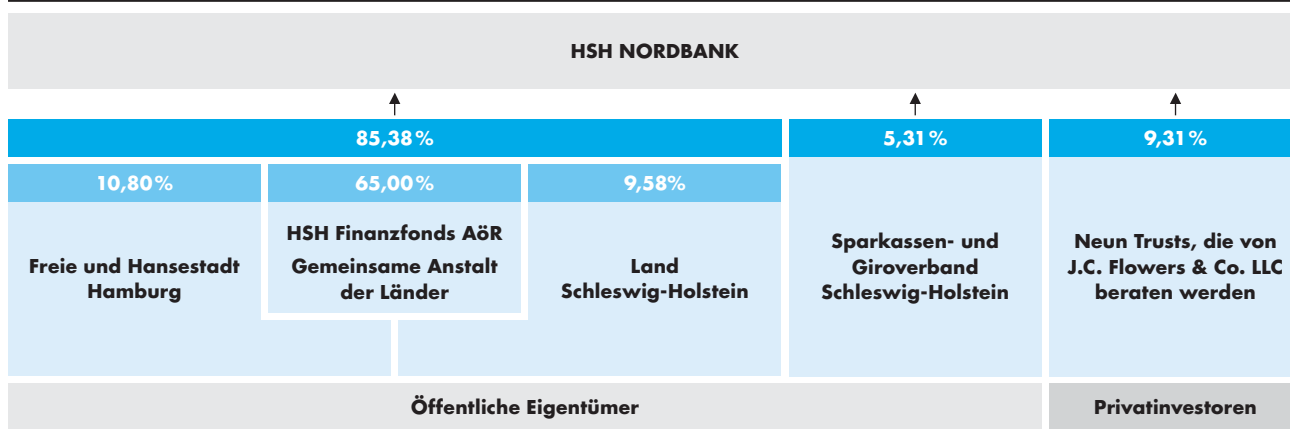 HSH NORDBANK
85,38 %
5,31 %
9,31 %
10,80 %
65,00 %
9,58 %
Freie und Hansestadt
Hamburg
HSH Finanzfonds AöR
Gemeinsame Anstalt
der Länder
Land
Schleswig-Holstein
Sparkassen- und
Giroverband
Schleswig-Holstein
Neun Trusts, die von
J.C. Flowers & Co. LLC
beraten werden
Öffentliche Eigentümer
Privatinvestoren